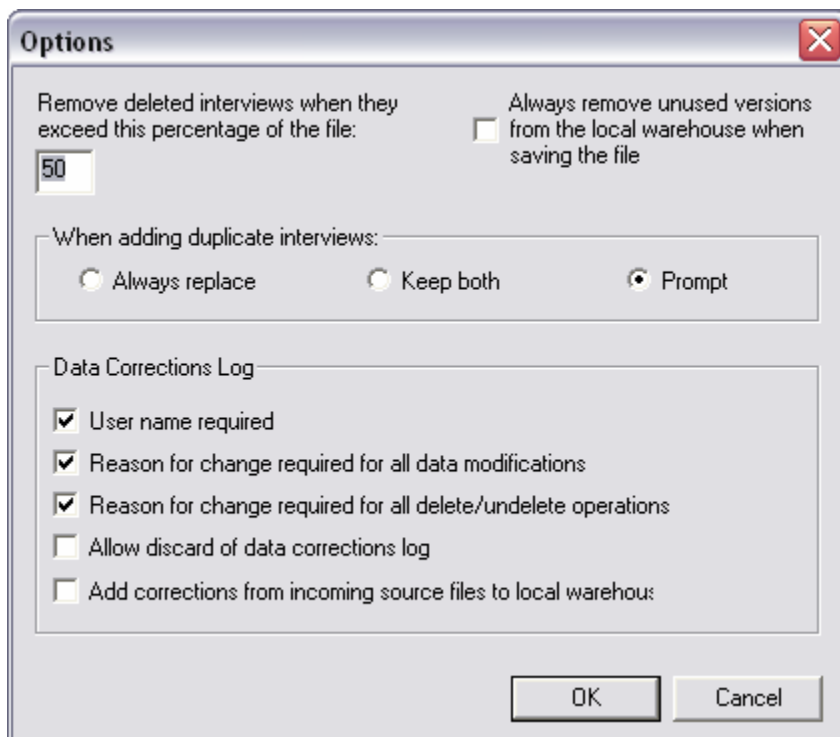 Options
Remove deleted interviews when they
exceed this percentage of the file:
50
Always remove unused versions
from the local warehouse when
saving the file
When adding duplicate interviews:
Always replace
Keep both
Prompt
Data Corrections Log
User name required
Reason for change required for all data modifications
Reason for change required for all delete/undelete operations
Allow discard of data corrections log
Add corrections from incoming source files to local warehous
OK
Cancel